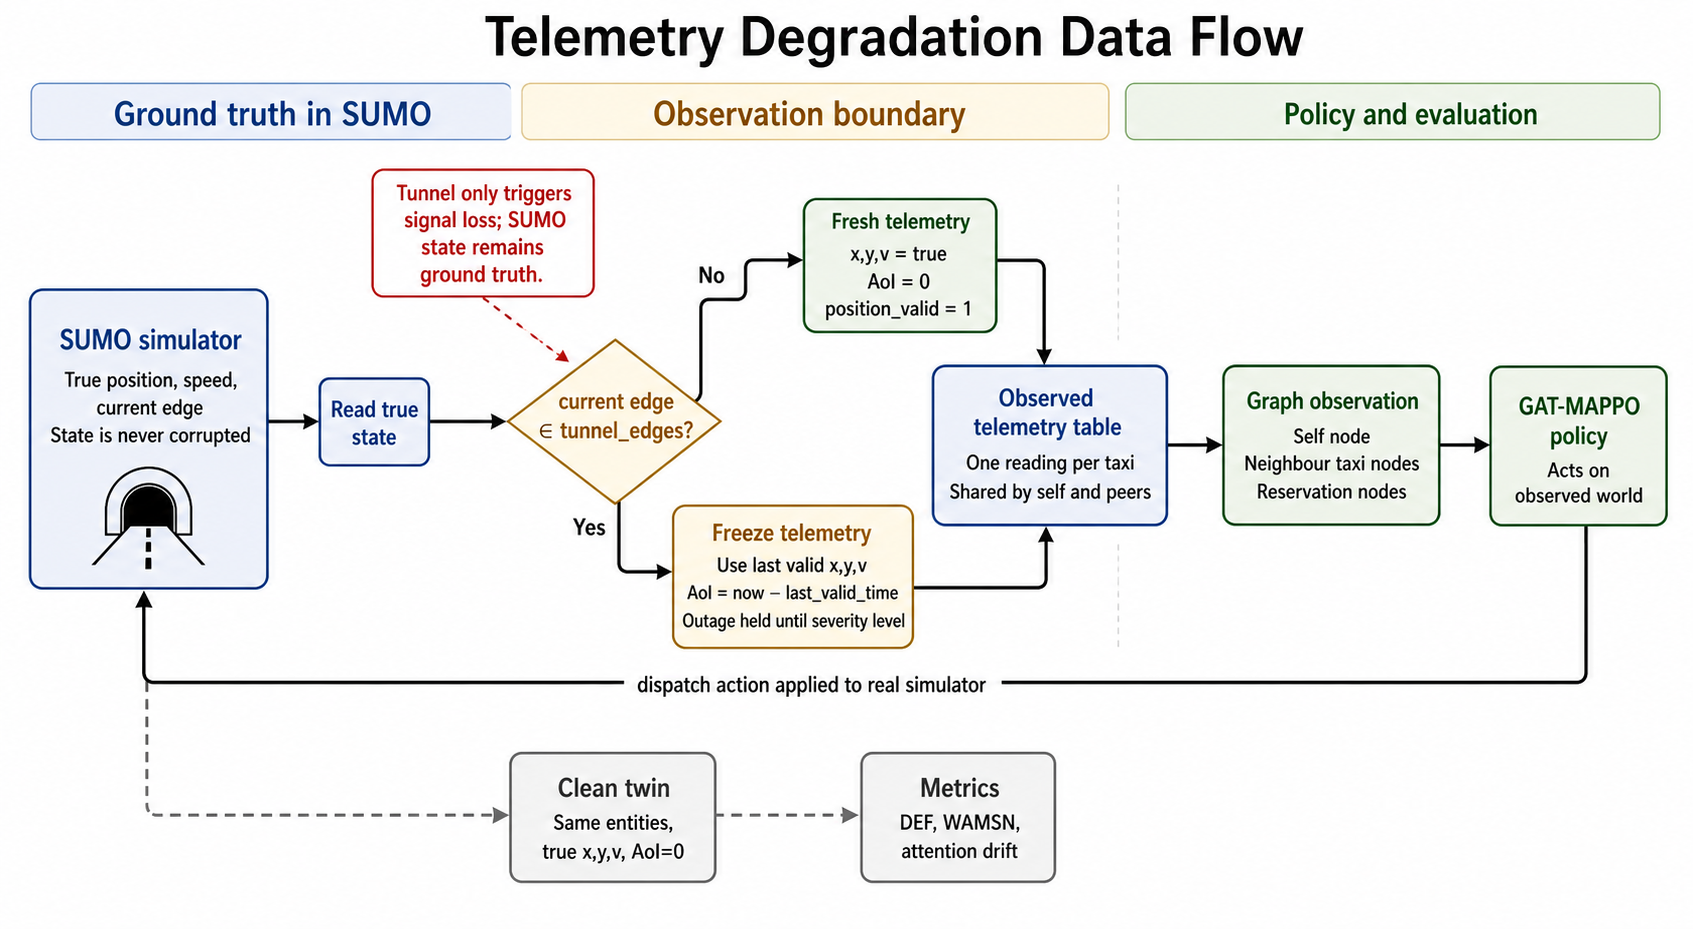 Telemetry Degradation Data Flow
Ground truth in SUMO
Observation boundary
Policy and evaluation
Tunnel only triggers
signal loss; SUMO
state remains
ground truth.
SUMO simulator
True position, speed,
current edge
State is never corrupted
Read true
state
current edge
∈ tunnel_edges?
No
Yes
Fresh telemetry
x,y,v = true
AoI = 0
position_valid = 1
Freeze telemetry
Use last valid x,y,v
AoI = now − last_valid_time
Outage held until severity level
Observed
telemetry table
One reading per taxi
Shared by self and peers
Graph observation
Self node
Neighbour taxi nodes
Reservation nodes
GAT-MAPPO
policy
Acts on
observed world
dispatch action applied to real simulator
Clean twin
Same entities,
true x,y,v, AoI=0
Metrics
DEF, WAMSN,
attention drift